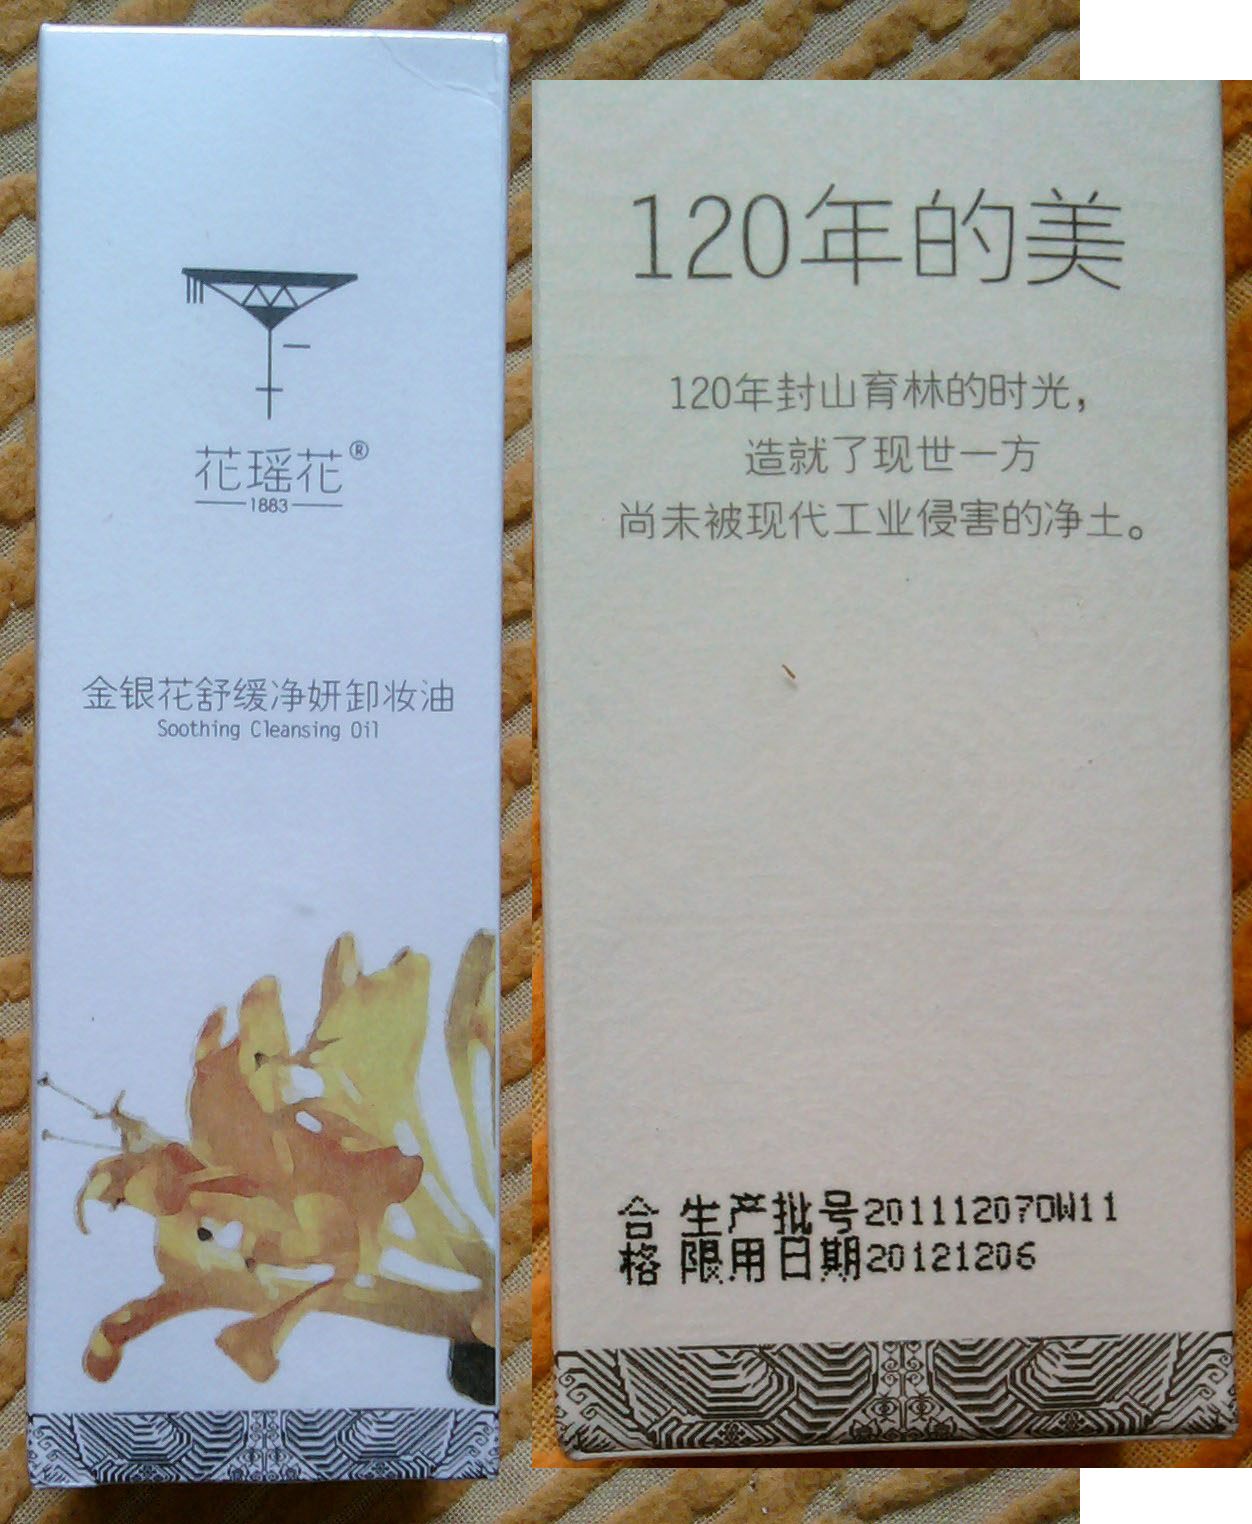 花瑶花®
1883
金银花舒缓净妍卸妆油
Soothing Cleansing Oil
120年的美
120年封山育林的时光，
造就了现世一方
尚未被现代工业侵害的净土。
合 生产批号20111207OW11
格 限用日期20121206